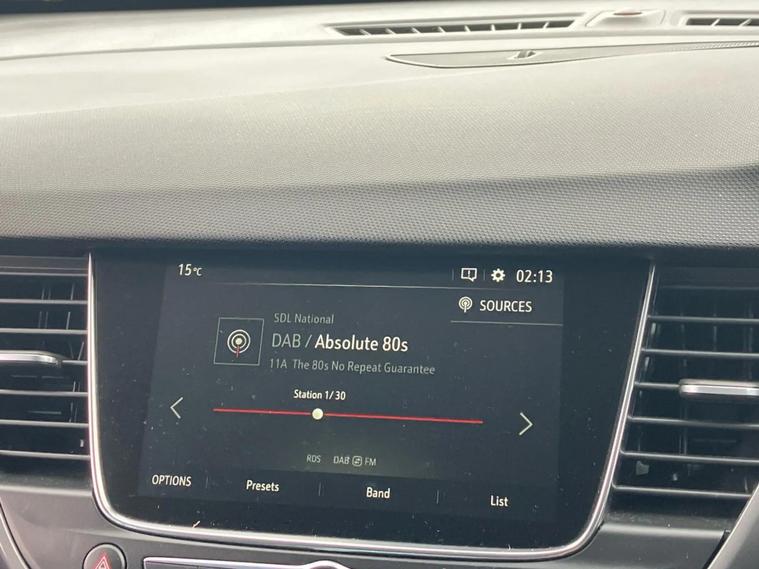 15°C
02:13
SOURCES
SDL National
DAB / Absolute 80s
11A The 80s No Repeat Guarantee
Station 1/30
RDS DAB FM
OPTIONS Presets Band List